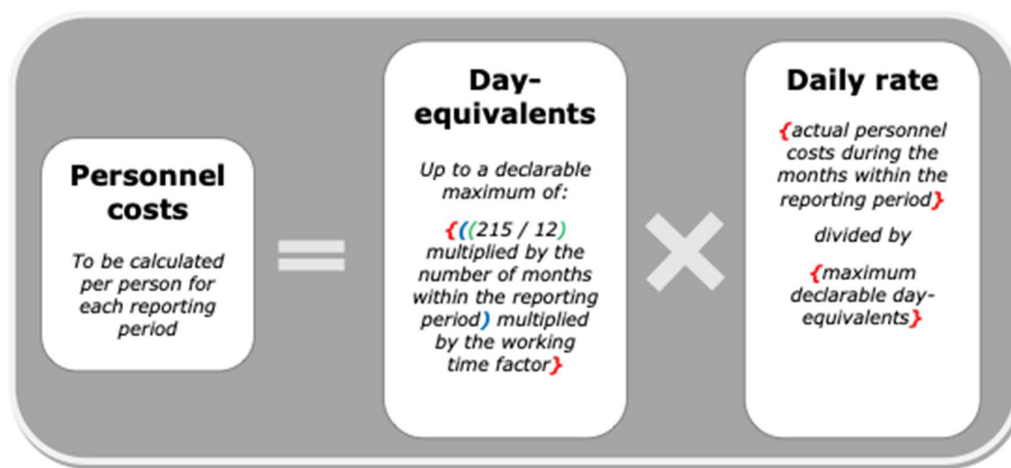 Personnel
costs
To be calculated
per person for
each reporting
period
=
Day-
equivalents
Up to a declarable
maximum of:
{((215 / 12)
multiplied by the
number of months
within the reporting
period) multiplied
by the working
time factor}
×
Daily rate
{actual personnel
costs during the
months within the
reporting period}
divided by
{maximum
declarable day-
equivalents}